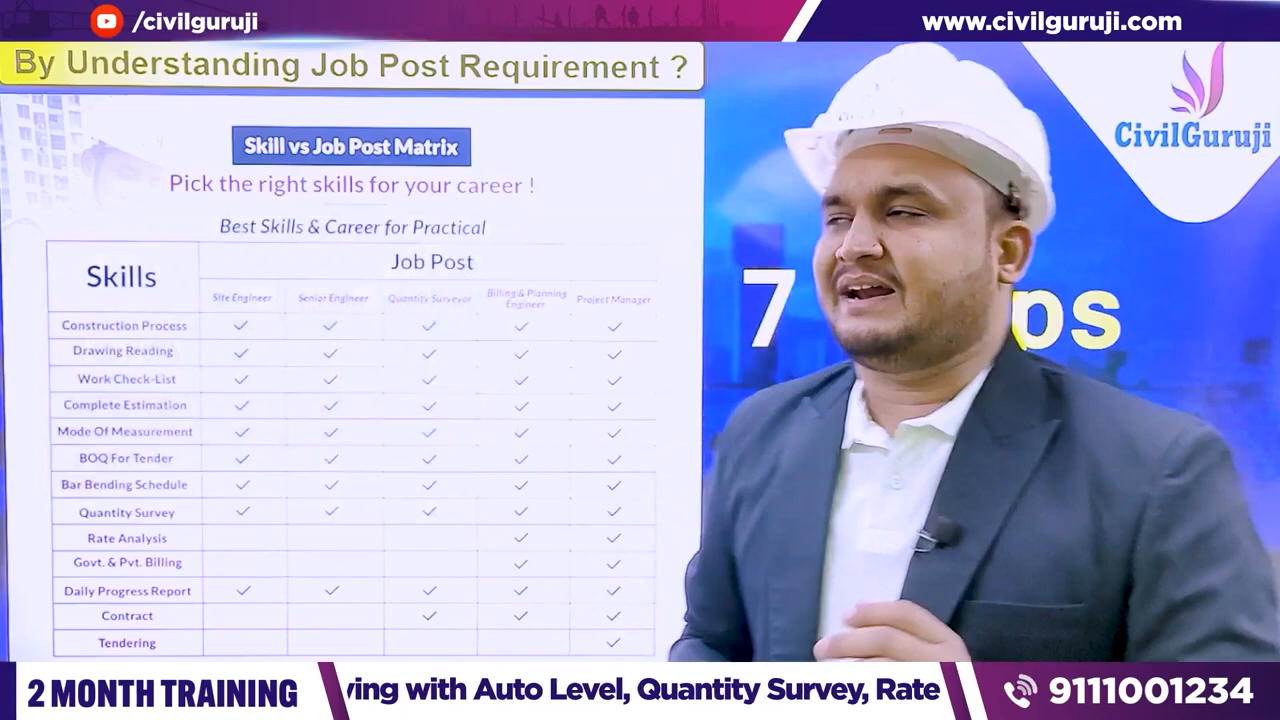 /civilguruji
www.civilguruji.com
By Understanding Job Post Requirement ?
CivilGuruji
Skill vs Job Post Matrix
Pick the right skills for your career !
Best Skills & Career for Practical
Skills
Job Post
Site Engineer Senior Engineer Quantity Surveyor Billing & Planning Engineer Project Manager
Construction Process ✓ ✓ ✓ ✓ ✓
Drawing Reading ✓ ✓ ✓ ✓ ✓
Work Check-List ✓ ✓ ✓ ✓ ✓
Complete Estimation ✓ ✓ ✓ ✓ ✓
Mode Of Measurement ✓ ✓ ✓ ✓ ✓
BOQ For Tender ✓ ✓ ✓ ✓ ✓
Bar Bending Schedule ✓ ✓ ✓ ✓ ✓
Quantity Survey ✓ ✓ ✓ ✓ ✓
Rate Analysis ✓ ✓
Govt. & Pvt. Billing ✓ ✓
Daily Progress Report ✓ ✓ ✓ ✓ ✓
Contract ✓ ✓ ✓
Tendering ✓
7
2 MONTH TRAINING
with Auto Level, Quantity Survey, Rate
9111001234